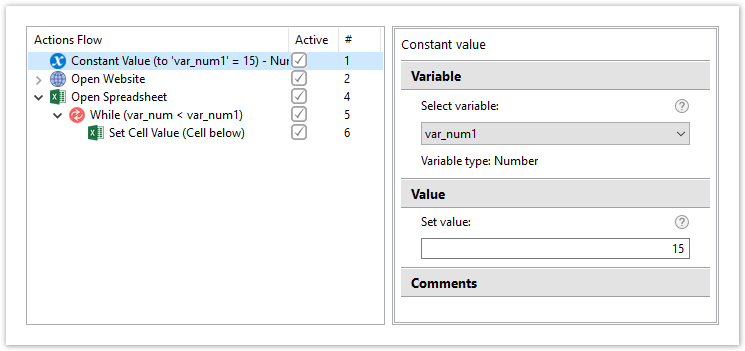 Actions Flow Active #
Constant Value (to 'var_num1' = 15) - Nur 1
Open Website 2
Open Spreadsheet 4
While (var_num < var_num1) 5
Set Cell Value (Cell below) 6
Constant value
Variable
Select variable: ?
var_num1
Variable type: Number
Value
Set value: ?
15
Comments